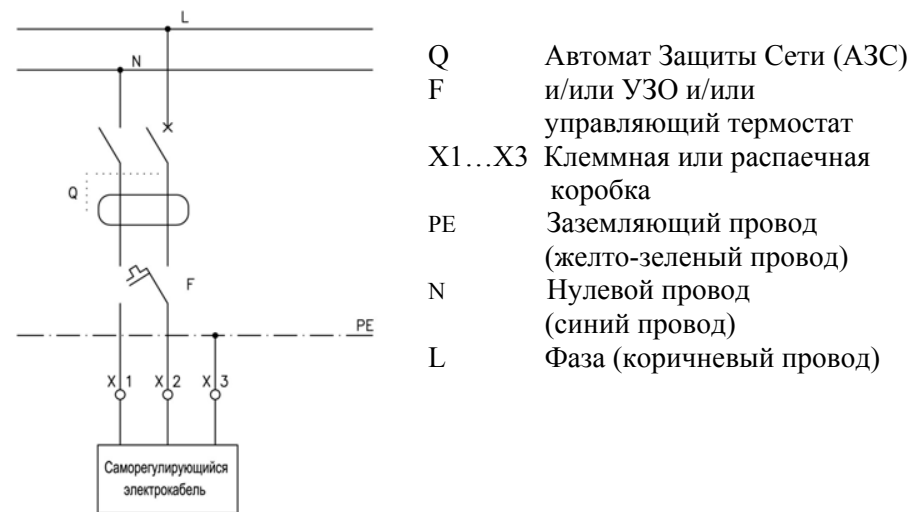 L
N
Q
F
PE
X 1 X 2 X 3
Саморегулирующийся
электрокабель
Q Автомат Защиты Сети (АЗС)
F и/или УЗО и/или
управляющий термостат
X1…X3 Клеммная или распаечная
коробка
PE Заземляющий провод
(желто-зеленый провод)
N Нулевой провод
(синий провод)
L Фаза (коричневый провод)